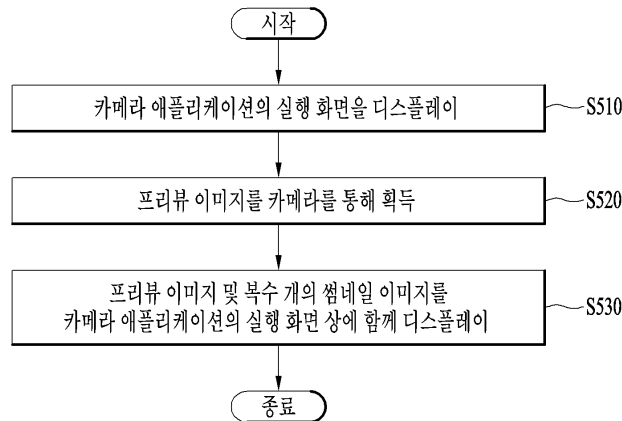 시작
카메라 애플리케이션의 실행 화면을 디스플레이
S510
프리뷰 이미지를 카메라를 통해 획득
S520
프리뷰 이미지 및 복수 개의 썸네일 이미지를
카메라 애플리케이션의 실행 화면 상에 함께 디스플레이
S530
종료